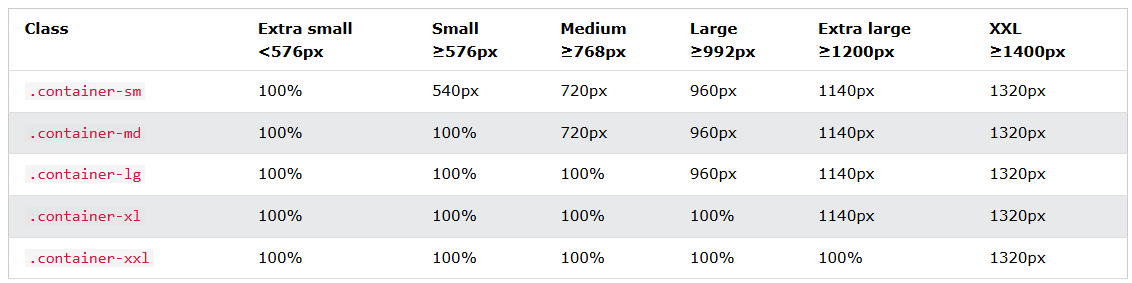 Class Extra small Small Medium Large Extra large XXL
<576px ≥576px ≥768px ≥992px ≥1200px ≥1400px
.container-sm 100% 540px 720px 960px 1140px 1320px
.container-md 100% 100% 720px 960px 1140px 1320px
.container-lg 100% 100% 100% 960px 1140px 1320px
.container-xl 100% 100% 100% 100% 1140px 1320px
.container-xxl 100% 100% 100% 100% 100% 1320px